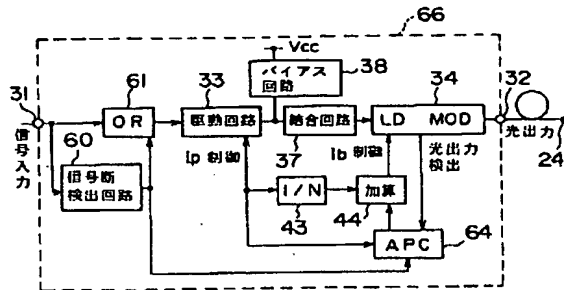 66
Vcc
バイアス
回路
38
31
信号
入力
61
OR
33
駆動回路
結合回路
37
34
LD MOD
32
光出力
24
60
信号断
検出回路
Ip 制御
1/N
43
Ib 制御
加算
44
光出力
検出
APC
64